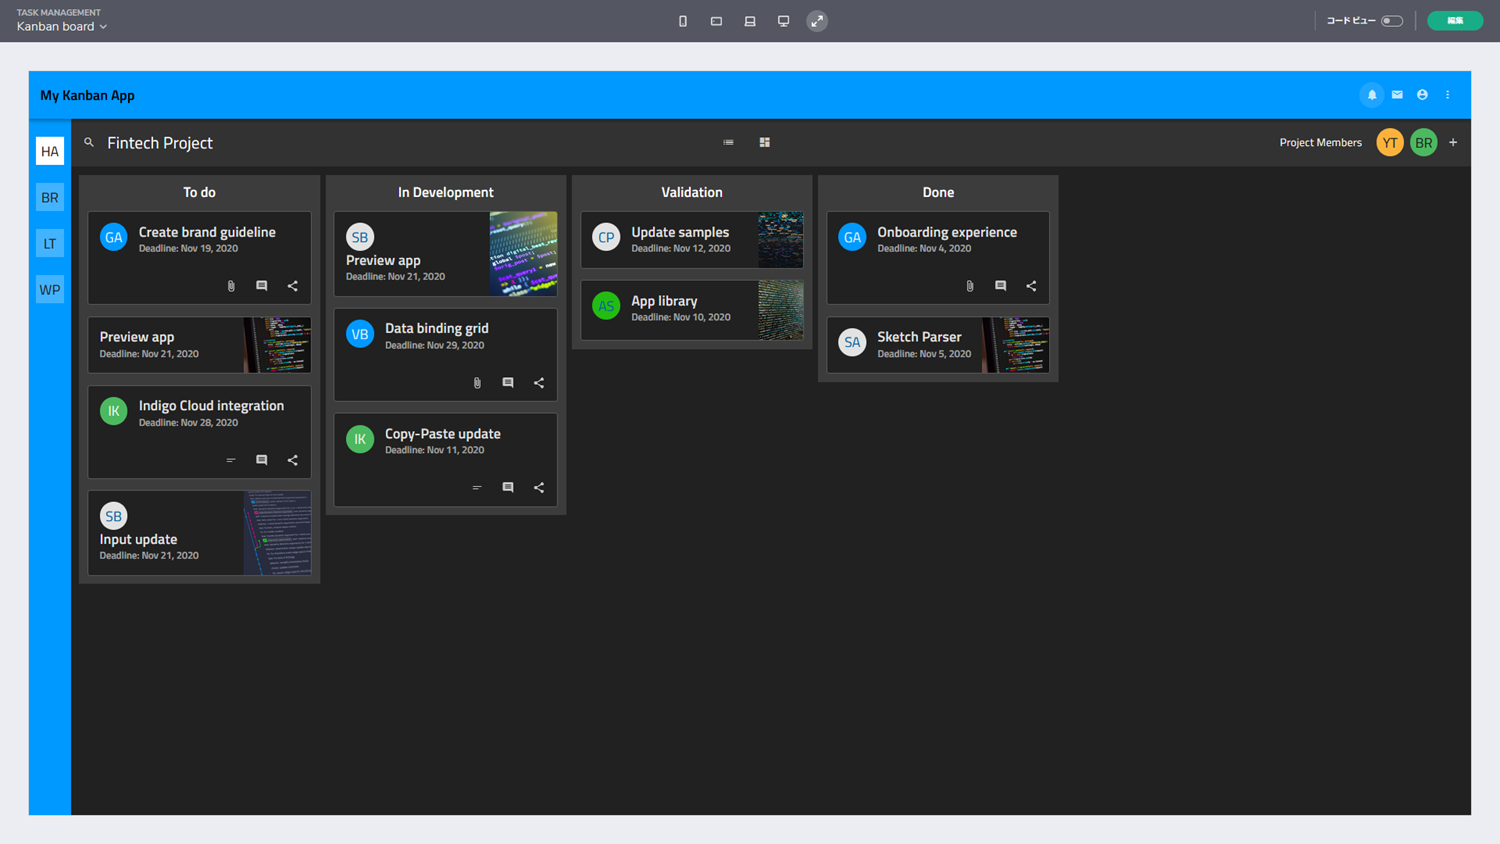 TASK MANAGEMENT
Kanban board
コードビュー
編集
My Kanban App
HA
BR
LT
WP
Fintech Project
Project Members
YT
BR
To do
GA
Create brand guideline
Deadline: Nov 19, 2020
Preview app
Deadline: Nov 21, 2020
IK
Indigo Cloud integration
Deadline: Nov 28, 2020
SB
Input update
Deadline: Nov 21, 2020
In Development
SB
Preview app
Deadline: Nov 21, 2020
VB
Data binding grid
Deadline: Nov 29, 2020
IK
Copy-Paste update
Deadline: Nov 11, 2020
Validation
CP
Update samples
Deadline: Nov 12, 2020
AS
App library
Deadline: Nov 10, 2020
Done
GA
Onboarding experience
Deadline: Nov 4, 2020
SA
Sketch Parser
Deadline: Nov 5, 2020